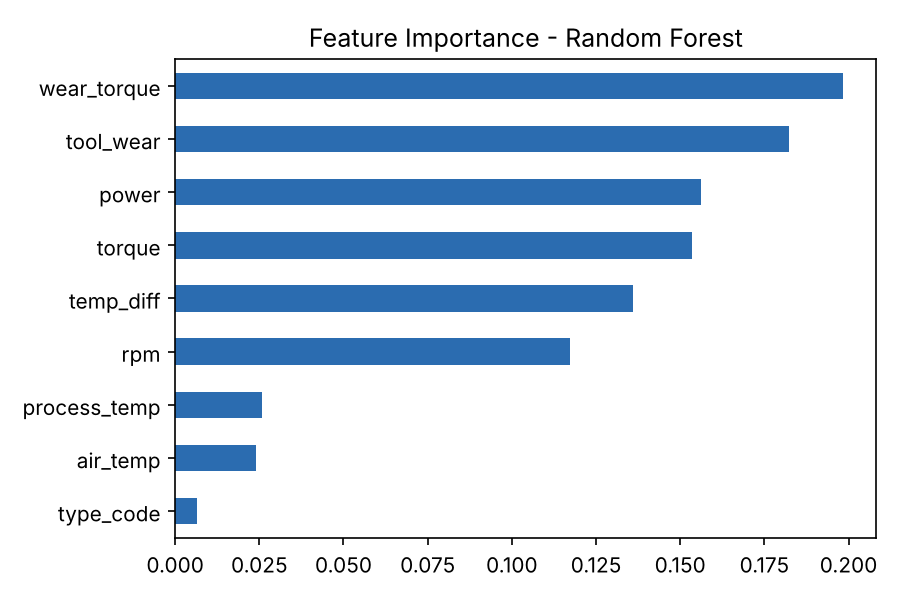 Feature Importance - Random Forest
wear_torque
tool_wear
power
torque
temp_diff
rpm
process_temp
air_temp
type_code
0.000 0.025 0.050 0.075 0.100 0.125 0.150 0.175 0.200